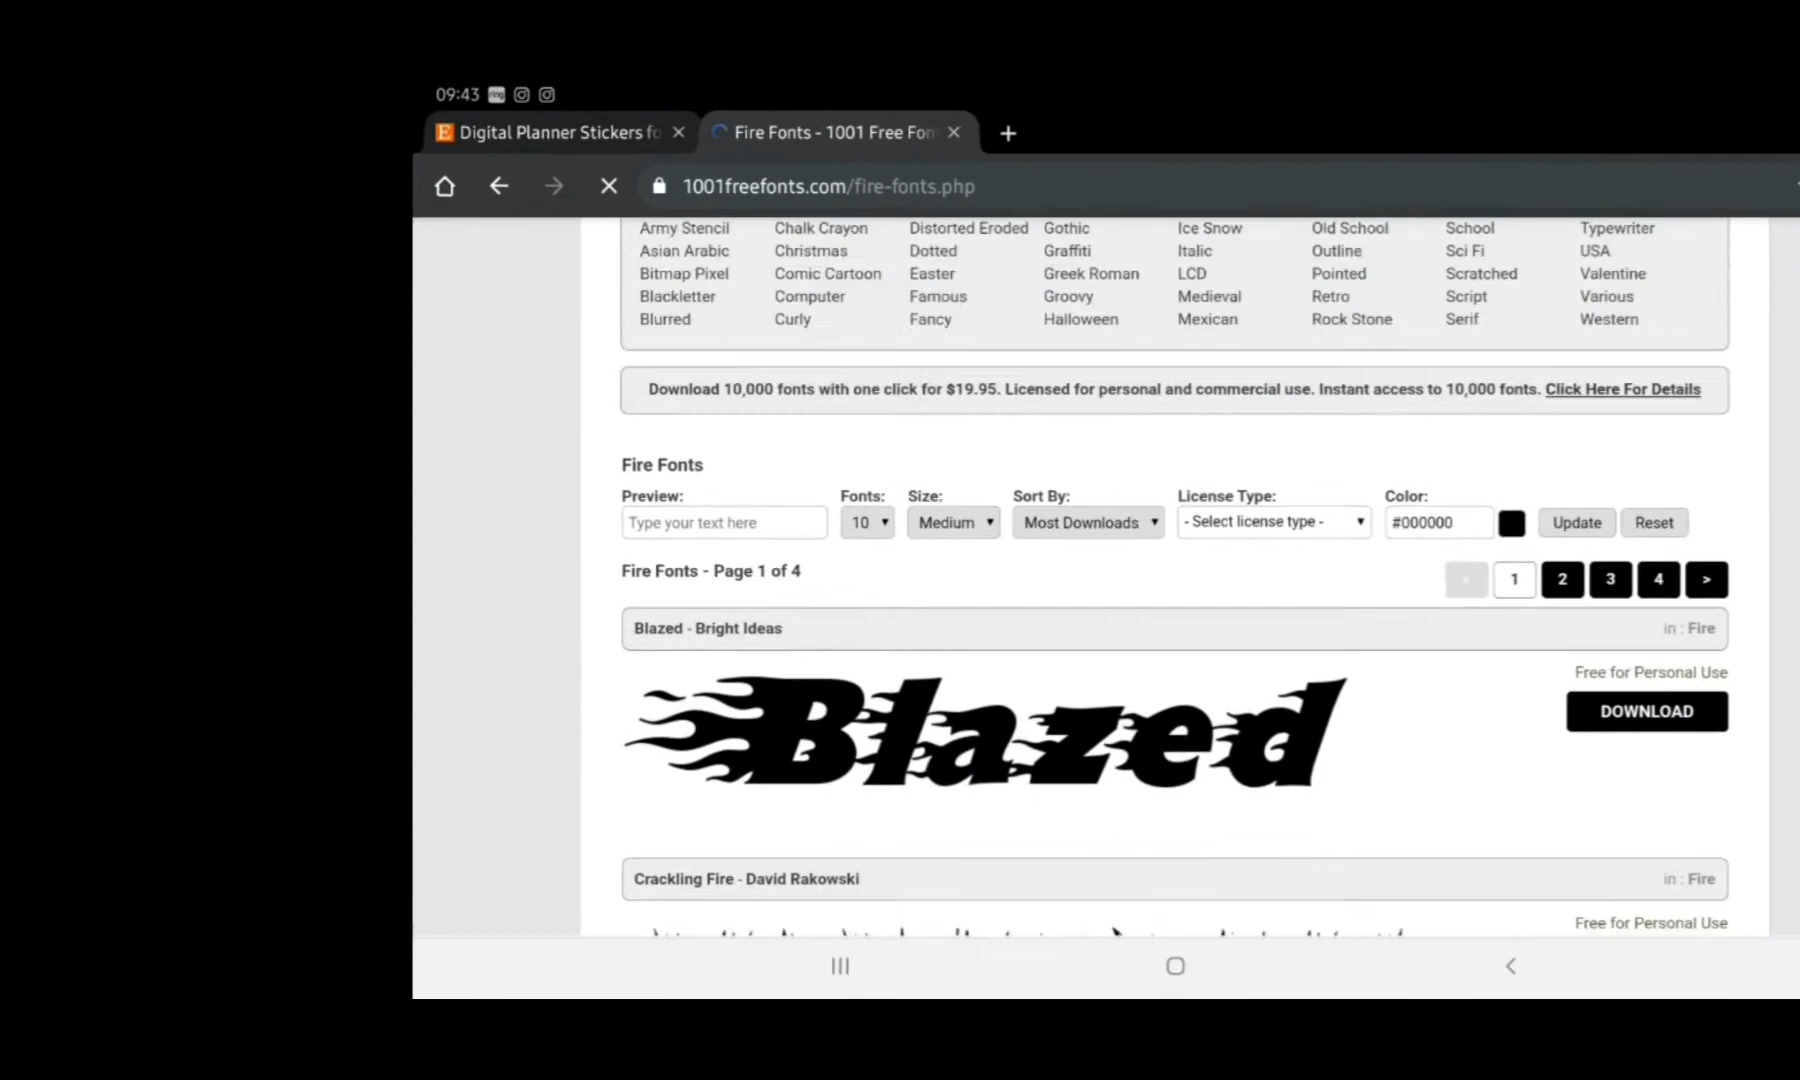 09:43 ring
Digital Planner Stickers fo
Fire Fonts - 1001 Free Fon
1001freefonts.com/fire-fonts.php
Army Stencil Chalk Crayon Distorted Eroded Gothic Ice Snow Old School School Typewriter
Asian Arabic Christmas Dotted Graffiti Italic Outline Sci Fi USA
Bitmap Pixel Comic Cartoon Easter Greek Roman LCD Pointed Scratched Valentine
Blackletter Computer Famous Groovy Medieval Retro Script Various
Blurred Curly Fancy Halloween Mexican Rock Stone Serif Western
Download 10,000 fonts with one click for $19.95. Licensed for personal and commercial use. Instant access to 10,000 fonts. Click Here For Details
Fire Fonts
Preview: Fonts: Size: Sort By: License Type: Color:
Type your text here 10 Medium Most Downloads - Select license type - #000000 Update Reset
Fire Fonts - Page 1 of 4
< 1 2 3 4 >
Blazed - Bright Ideas in : Fire
Free for Personal Use
Blazed
DOWNLOAD
Crackling Fire - David Rakowski in : Fire
Free for Personal Use